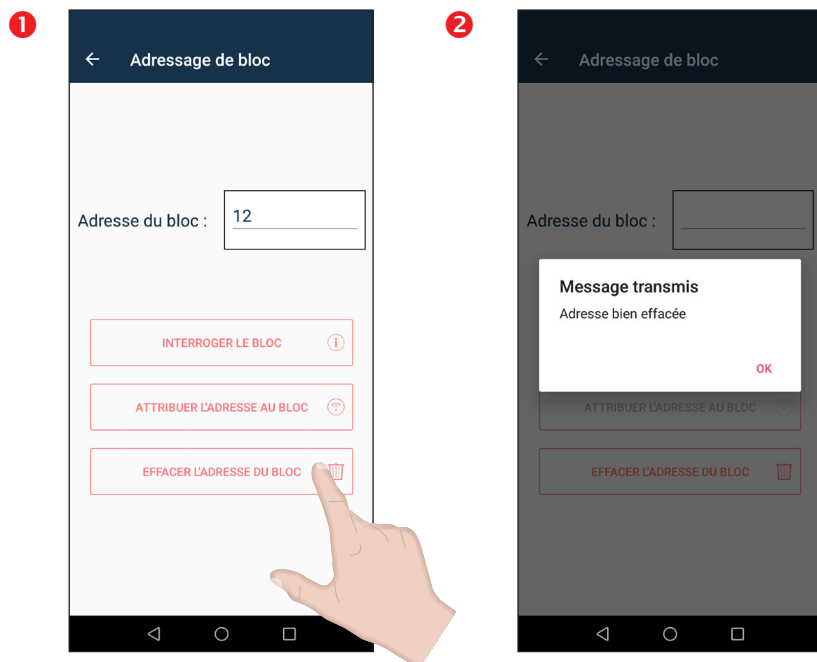 1
Adressage de bloc
Adresse du bloc :
12
INTERROGER LE BLOC
ATTRIBUER L'ADRESSE AU BLOC
EFFACER L'ADRESSE DU BLOC
2
Adressage de bloc
Adresse du bloc :
Message transmis
Adresse bien effacée
OK
ATTRIBUER L'ADRESSE AU BLOC
EFFACER L'ADRESSE DU BLOC